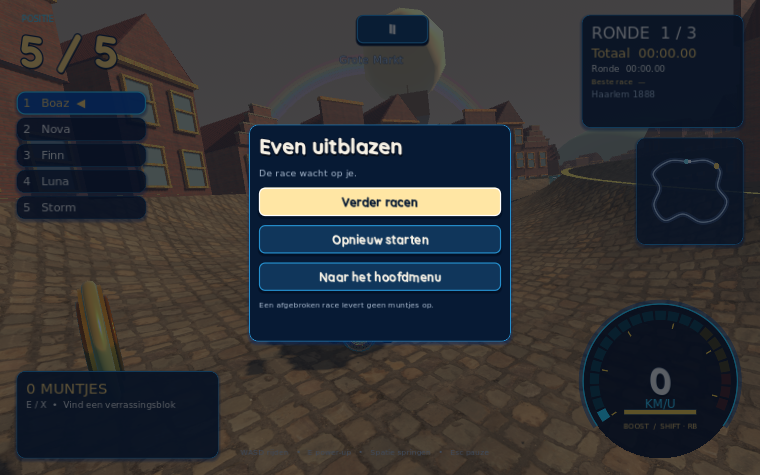 5 / 5
Grote Markt
RONDE 1 / 3
Totaal 00:00.00
Ronde 00:00.00
Beste race —
Haarlem 1888
1 Boaz ◀
2 Nova
3 Finn
4 Luna
5 Storm
Even uitblazen
De race wacht op je.
Verder racen
Opnieuw starten
Naar het hoofdmenu
Een afgebroken race levert geen muntjes op.
0 MUNTJES
E / X • Vind een verrassingsblok
0
KM/U
BOOST / SHIFT · RB